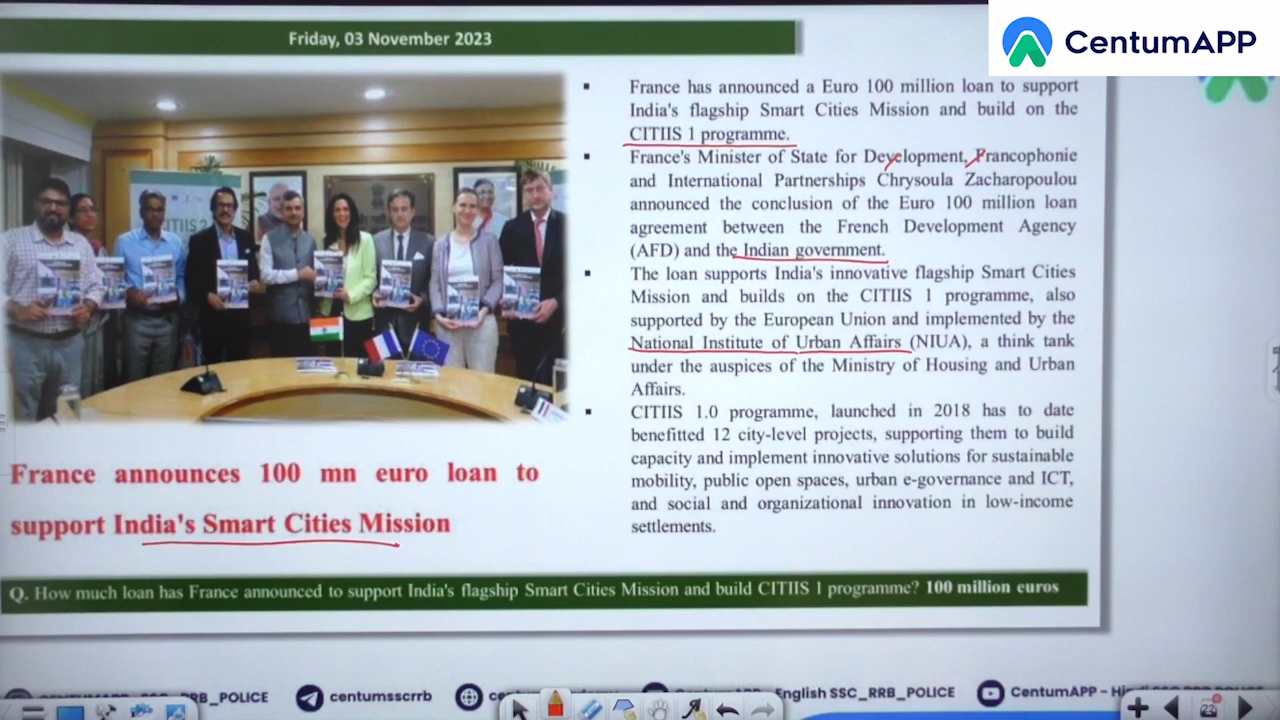 Friday, 03 November 2023
CentumAPP
CITIIS 2
France announces 100 mn euro loan to
support India's Smart Cities Mission
▪ France has announced a Euro 100 million loan to support
India's flagship Smart Cities Mission and build on the
CITIIS 1 programme.
▪ France's Minister of State for Development, Francophonie
and International Partnerships Chrysoula Zacharopoulou
announced the conclusion of the Euro 100 million loan
agreement between the French Development Agency
(AFD) and the Indian government.
▪ The loan supports India's innovative flagship Smart Cities
Mission and builds on the CITIIS 1 programme, also
supported by the European Union and implemented by the
National Institute of Urban Affairs (NIUA), a think tank
under the auspices of the Ministry of Housing and Urban
Affairs.
▪ CITIIS 1.0 programme, launched in 2018 has to date
benefitted 12 city-level projects, supporting them to build
capacity and implement innovative solutions for sustainable
mobility, public open spaces, urban e-governance and ICT,
and social and organizational innovation in low-income
settlements.
Q. How much loan has France announced to support India's flagship Smart Cities Mission and build CITIIS 1 programme? 100 million euros
RRB_POLICE
centumsscrrb
English SSC_RRB_POLICE
CentumAPP -
23